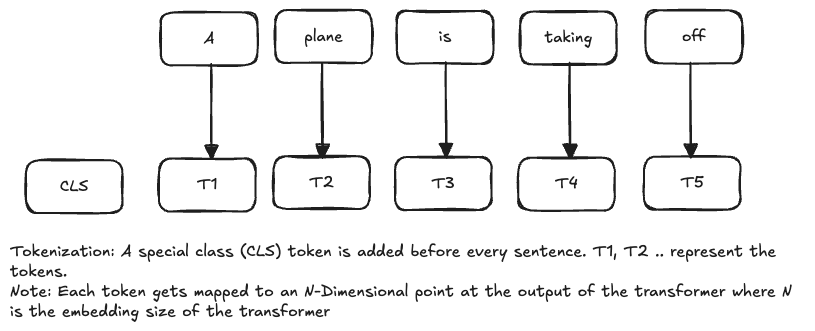 A plane is taking off
CLS T1 T2 T3 T4 T5
Tokenization: A special class (CLS) token is added before every sentence. T1, T2 .. represent the
tokens.
Note: Each token gets mapped to an N-Dimensional point at the output of the transformer where N
is the embedding size of the transformer